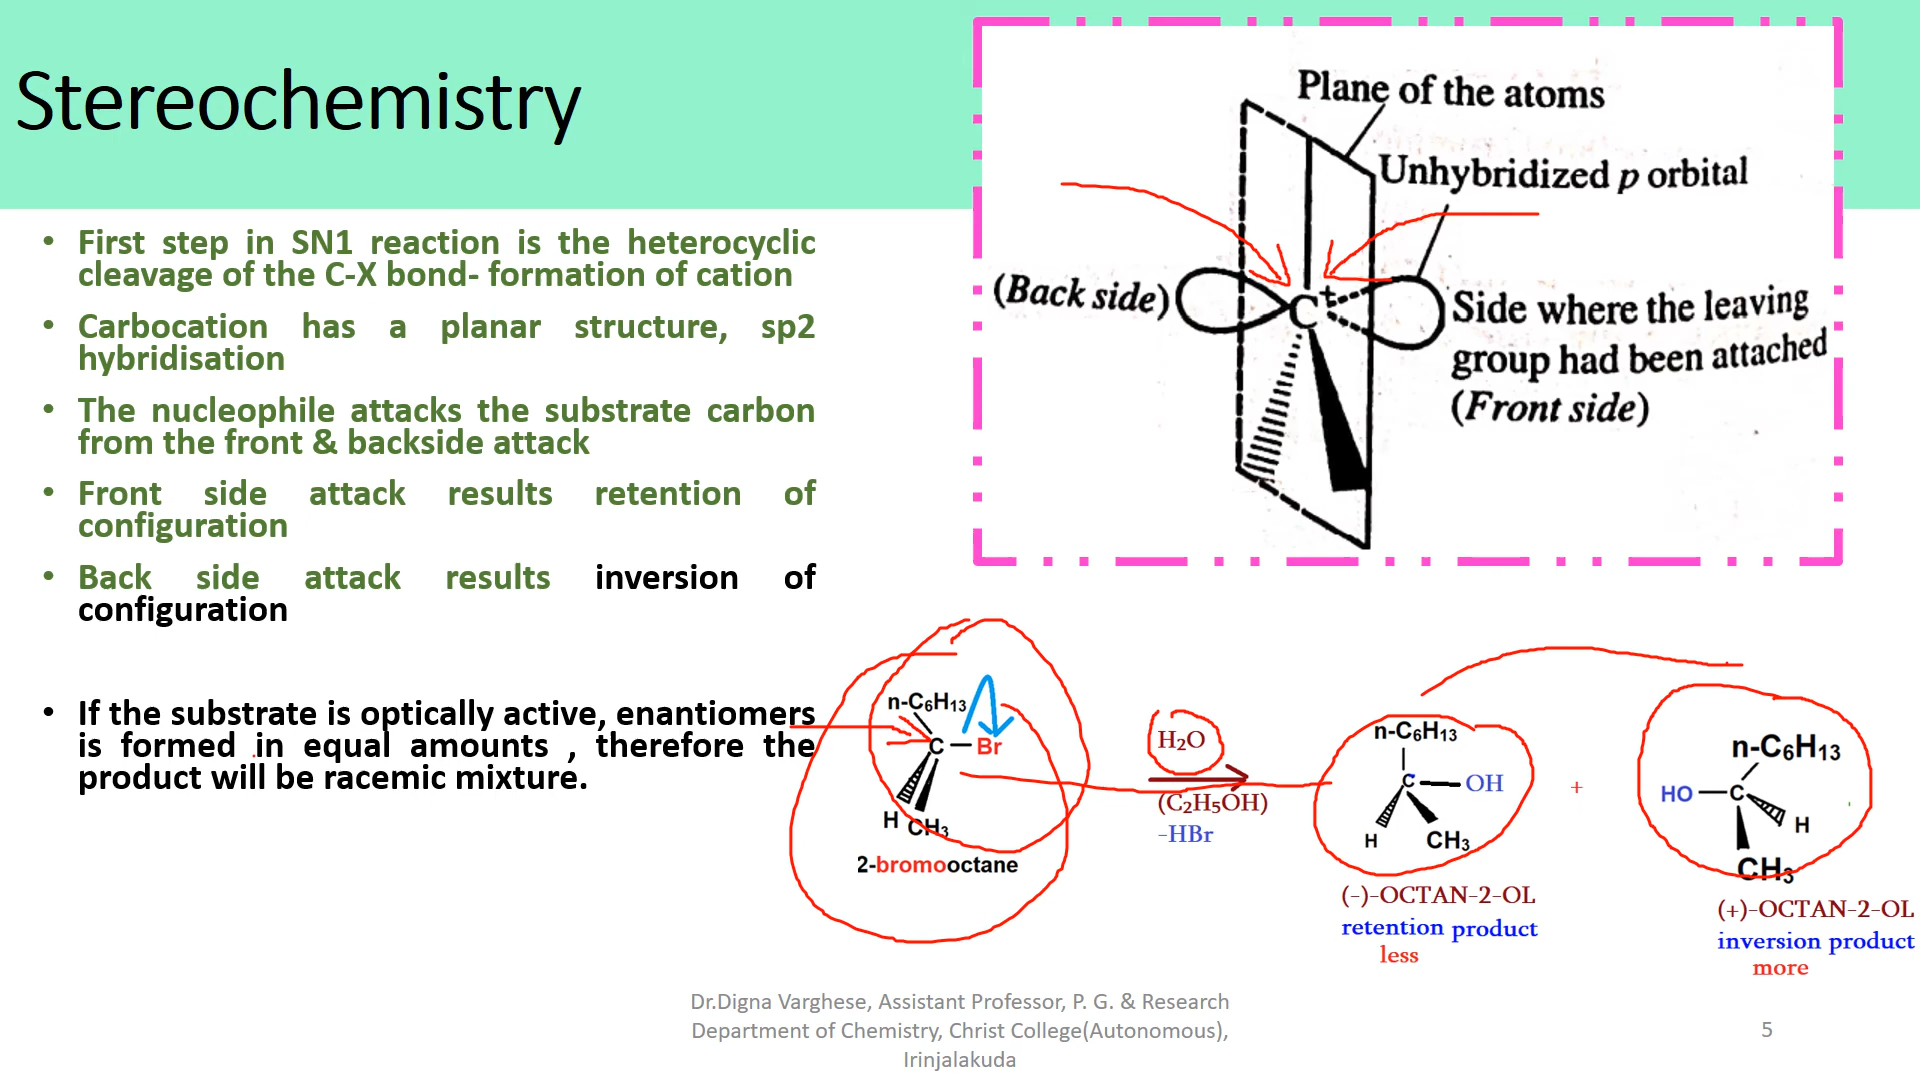 Stereochemistry
• First step in SN1 reaction is the heterocyclic
cleavage of the C-X bond- formation of cation
• Carbocation has a planar structure, sp2
hybridisation
• The nucleophile attacks the substrate carbon
from the front & backside attack
• Front side attack results retention of
configuration
• Back side attack results inversion of
configuration
• If the substrate is optically active, enantiomers
is formed in equal amounts , therefore the
product will be racemic mixture.
Plane of the atoms
Unhybridized p orbital
(Back side)
C+
Side where the leaving
group had been attached
(Front side)
n-C6H13
C Br
H CH3
2-bromooctane
H2O
(C2H5OH)
-HBr
n-C6H13
C OH
H CH3
(-)-OCTAN-2-OL
retention product
less
+
n-C6H13
HO C
H
CH3
(+)-OCTAN-2-OL
inversion product
more
Dr.Digna Varghese, Assistant Professor, P. G. & Research
Department of Chemistry, Christ College(Autonomous),
Irinjalakuda
5